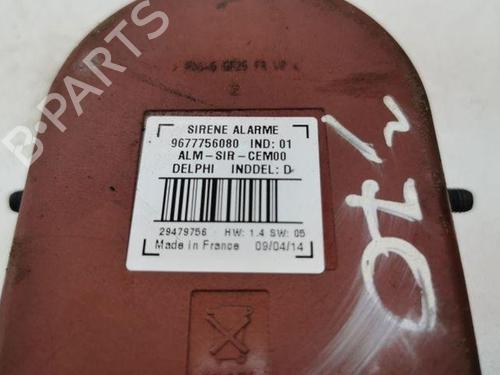 SIRENE ALARME
9677756080 IND: 01
ALM-SIR-CEM00
DELPHI INDDEL: D
29479756 HW: 1.4 SW: 05
Made in France 09/04/14
B-PARTS